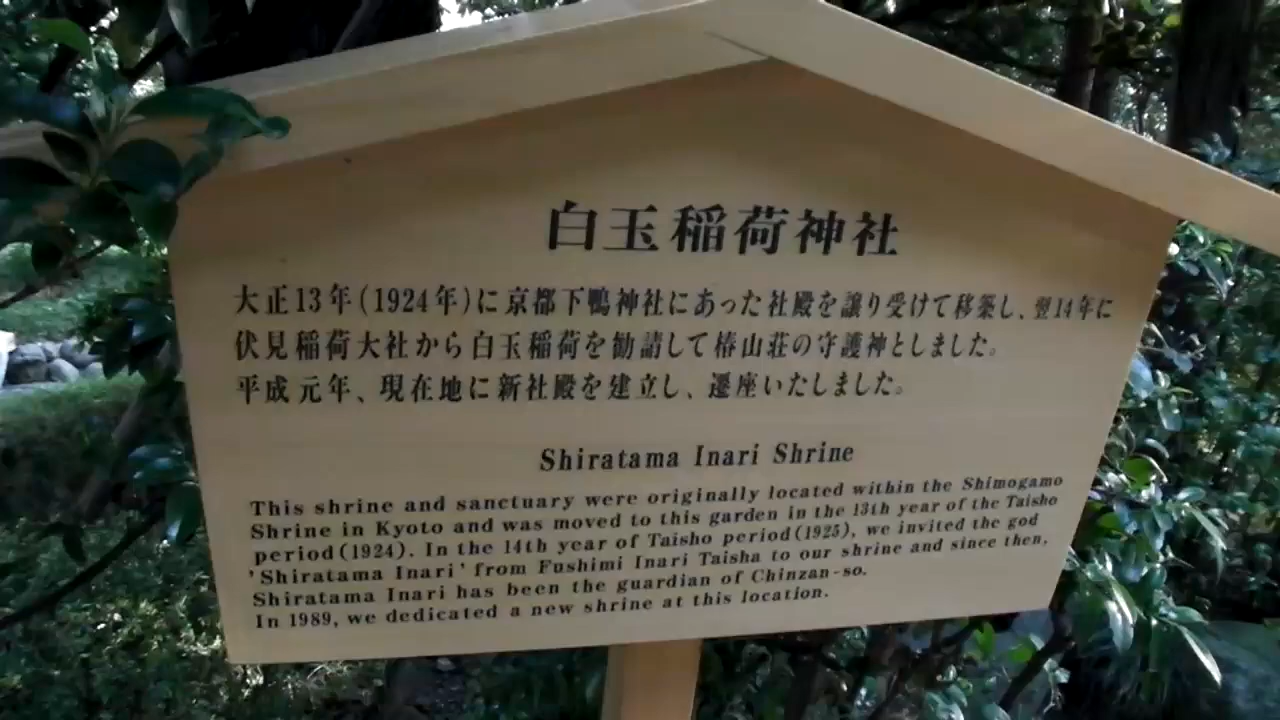 白玉稲荷神社
大正13年(1924年)に京都下鴨神社にあった社殿を譲り受けて移築し、翌14年に
伏見稲荷大社から白玉稲荷を勧請して椿山荘の守護神としました。
平成元年、現在地に新社殿を建立し、遷座いたしました。
Shiratama Inari Shrine
This shrine and sanctuary were originally located within the Shimogamo
Shrine in Kyoto and was moved to this garden in the 13th year of the Taisho
period(1924). In the 14th year of Taisho period(1925), we invited the god
'Shiratama Inari' from Fushimi Inari Taisha to our shrine and since then,
Shiratama Inari has been the guardian of Chinzan-so.
In 1989, we dedicated a new shrine at this location.